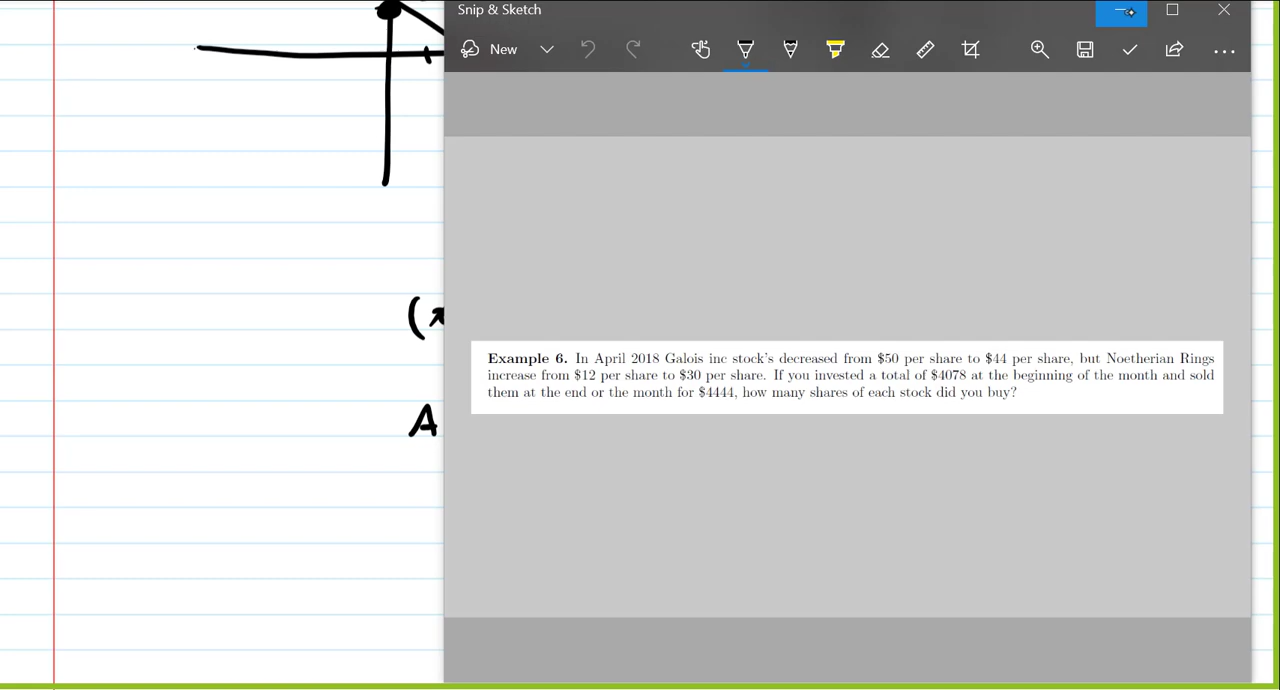 Snip & Sketch
New
(x
A
Example 6. In April 2018 Galois inc stock's decreased from $50 per share to $44 per share, but Noetherian Rings
increase from $12 per share to $30 per share. If you invested a total of $4078 at the beginning of the month and sold
them at the end or the month for $4444, how many shares of each stock did you buy?